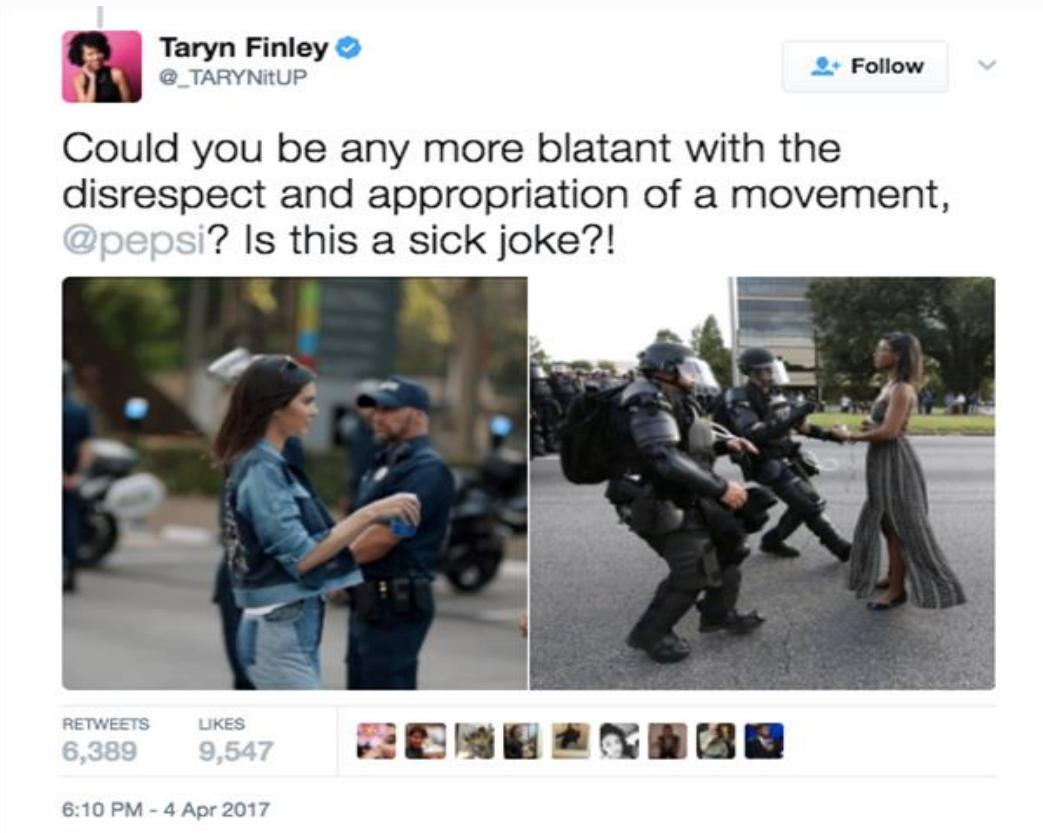 Taryn Finley
@_TARYNitUP
Follow
Could you be any more blatant with the
disrespect and appropriation of a movement,
@pepsi? Is this a sick joke?!
RETWEETS LIKES
6,389 9,547
6:10 PM - 4 Apr 2017